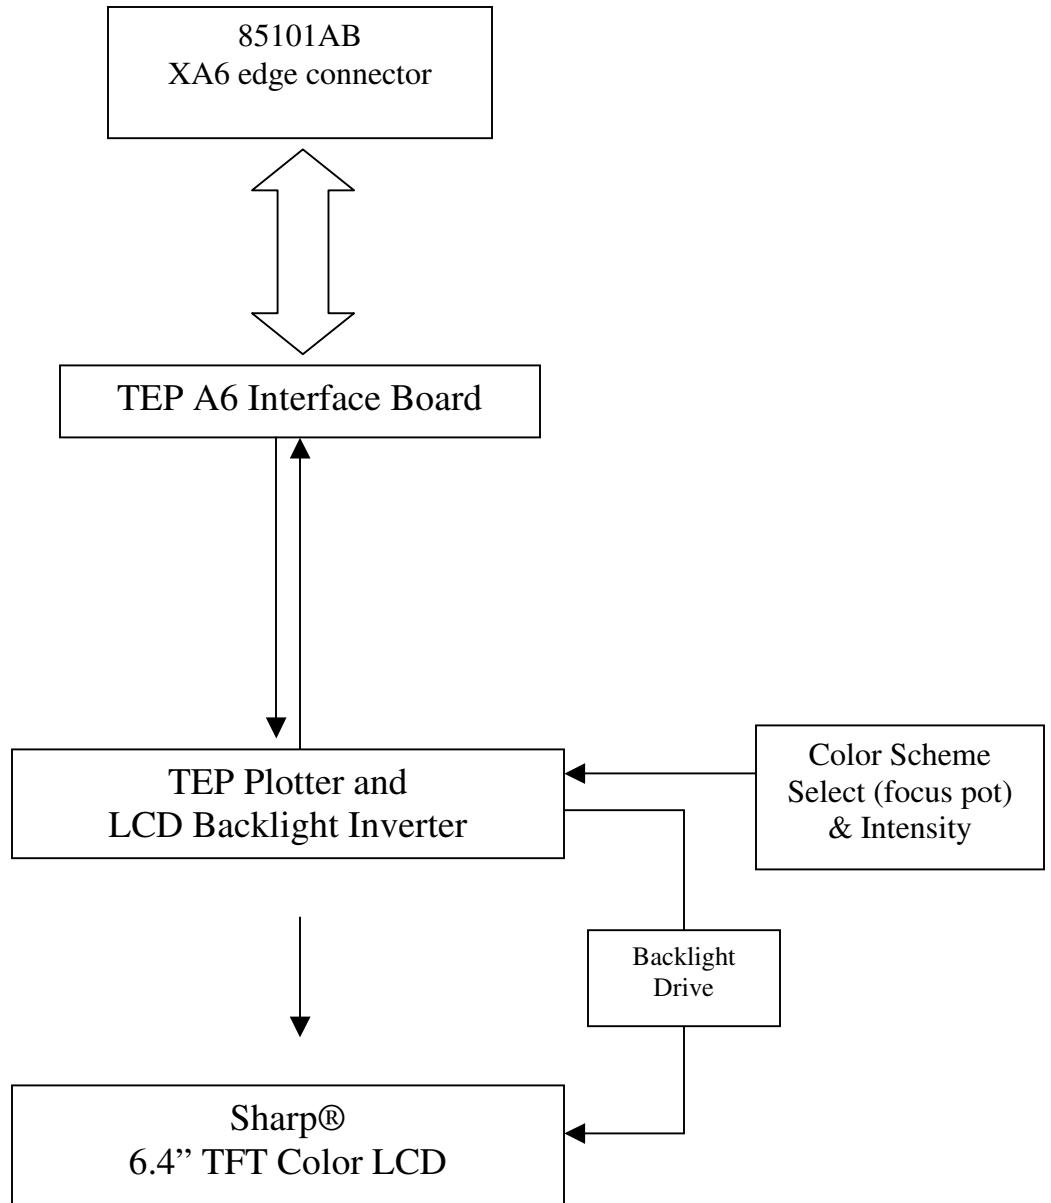 85101AB
XA6 edge connector
TEP A6 Interface Board
TEP Plotter and
LCD Backlight Inverter
Color Scheme
Select (focus pot)
& Intensity
Backlight
Drive
Sharp®
6.4” TFT Color LCD